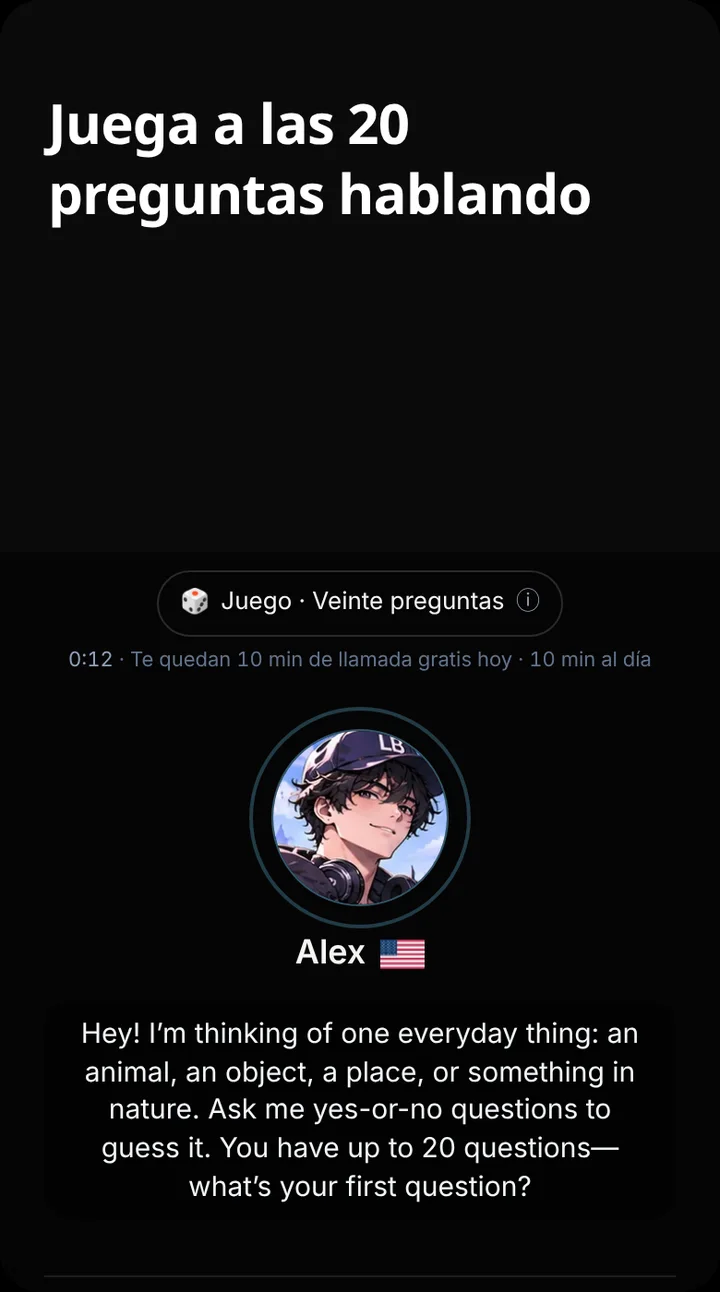 Juega a las 20
preguntas hablando
Juego · Veinte preguntas ⓘ
0:12 · Te quedan 10 min de llamada gratis hoy · 10 min al día
LB
Alex
Hey! I’m thinking of one everyday thing: an
animal, an object, a place, or something in
nature. Ask me yes-or-no questions to
guess it. You have up to 20 questions—
what’s your first question?